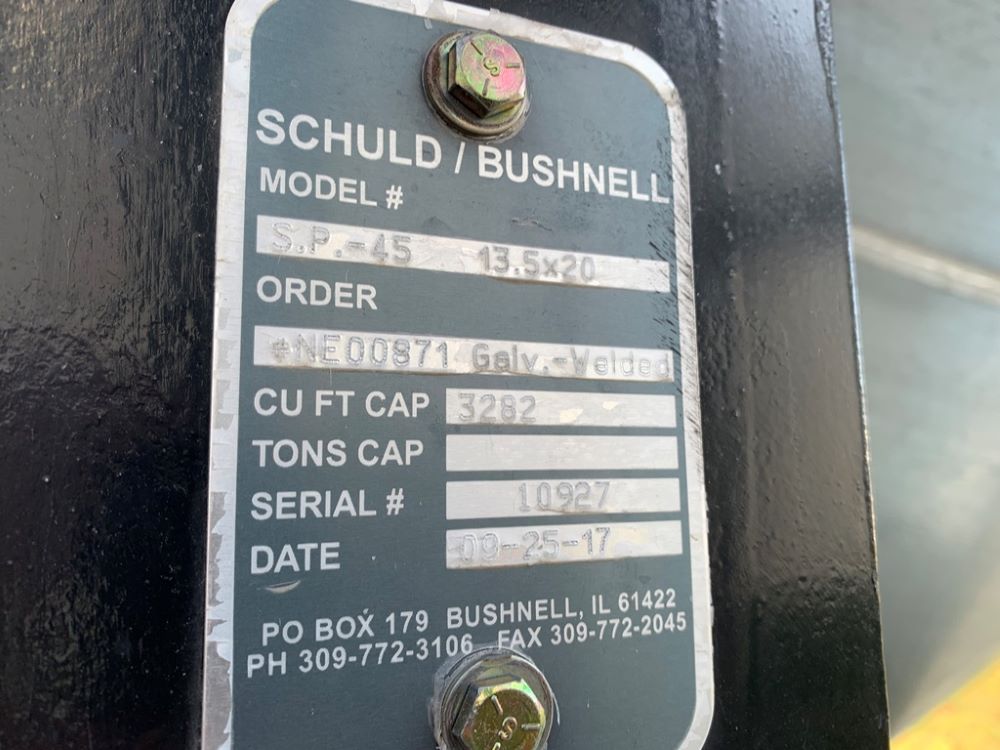 SCHULD / BUSHNELL
MODEL #
S.P.-45 13.5x20
ORDER
#NE00871 Galv.-Welded
CU FT CAP 3282
TONS CAP
SERIAL # 10927
DATE 09-25-17
PO BOX 179 BUSHNELL, IL 61422
PH 309-772-3106 FAX 309-772-2045